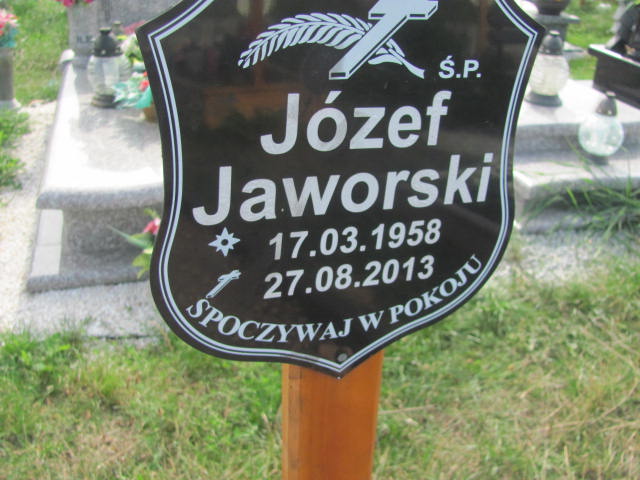 Ś.P.
Józef
Jaworski
17.03.1958
27.08.2013
SPOCZYWAJ W POKOJU